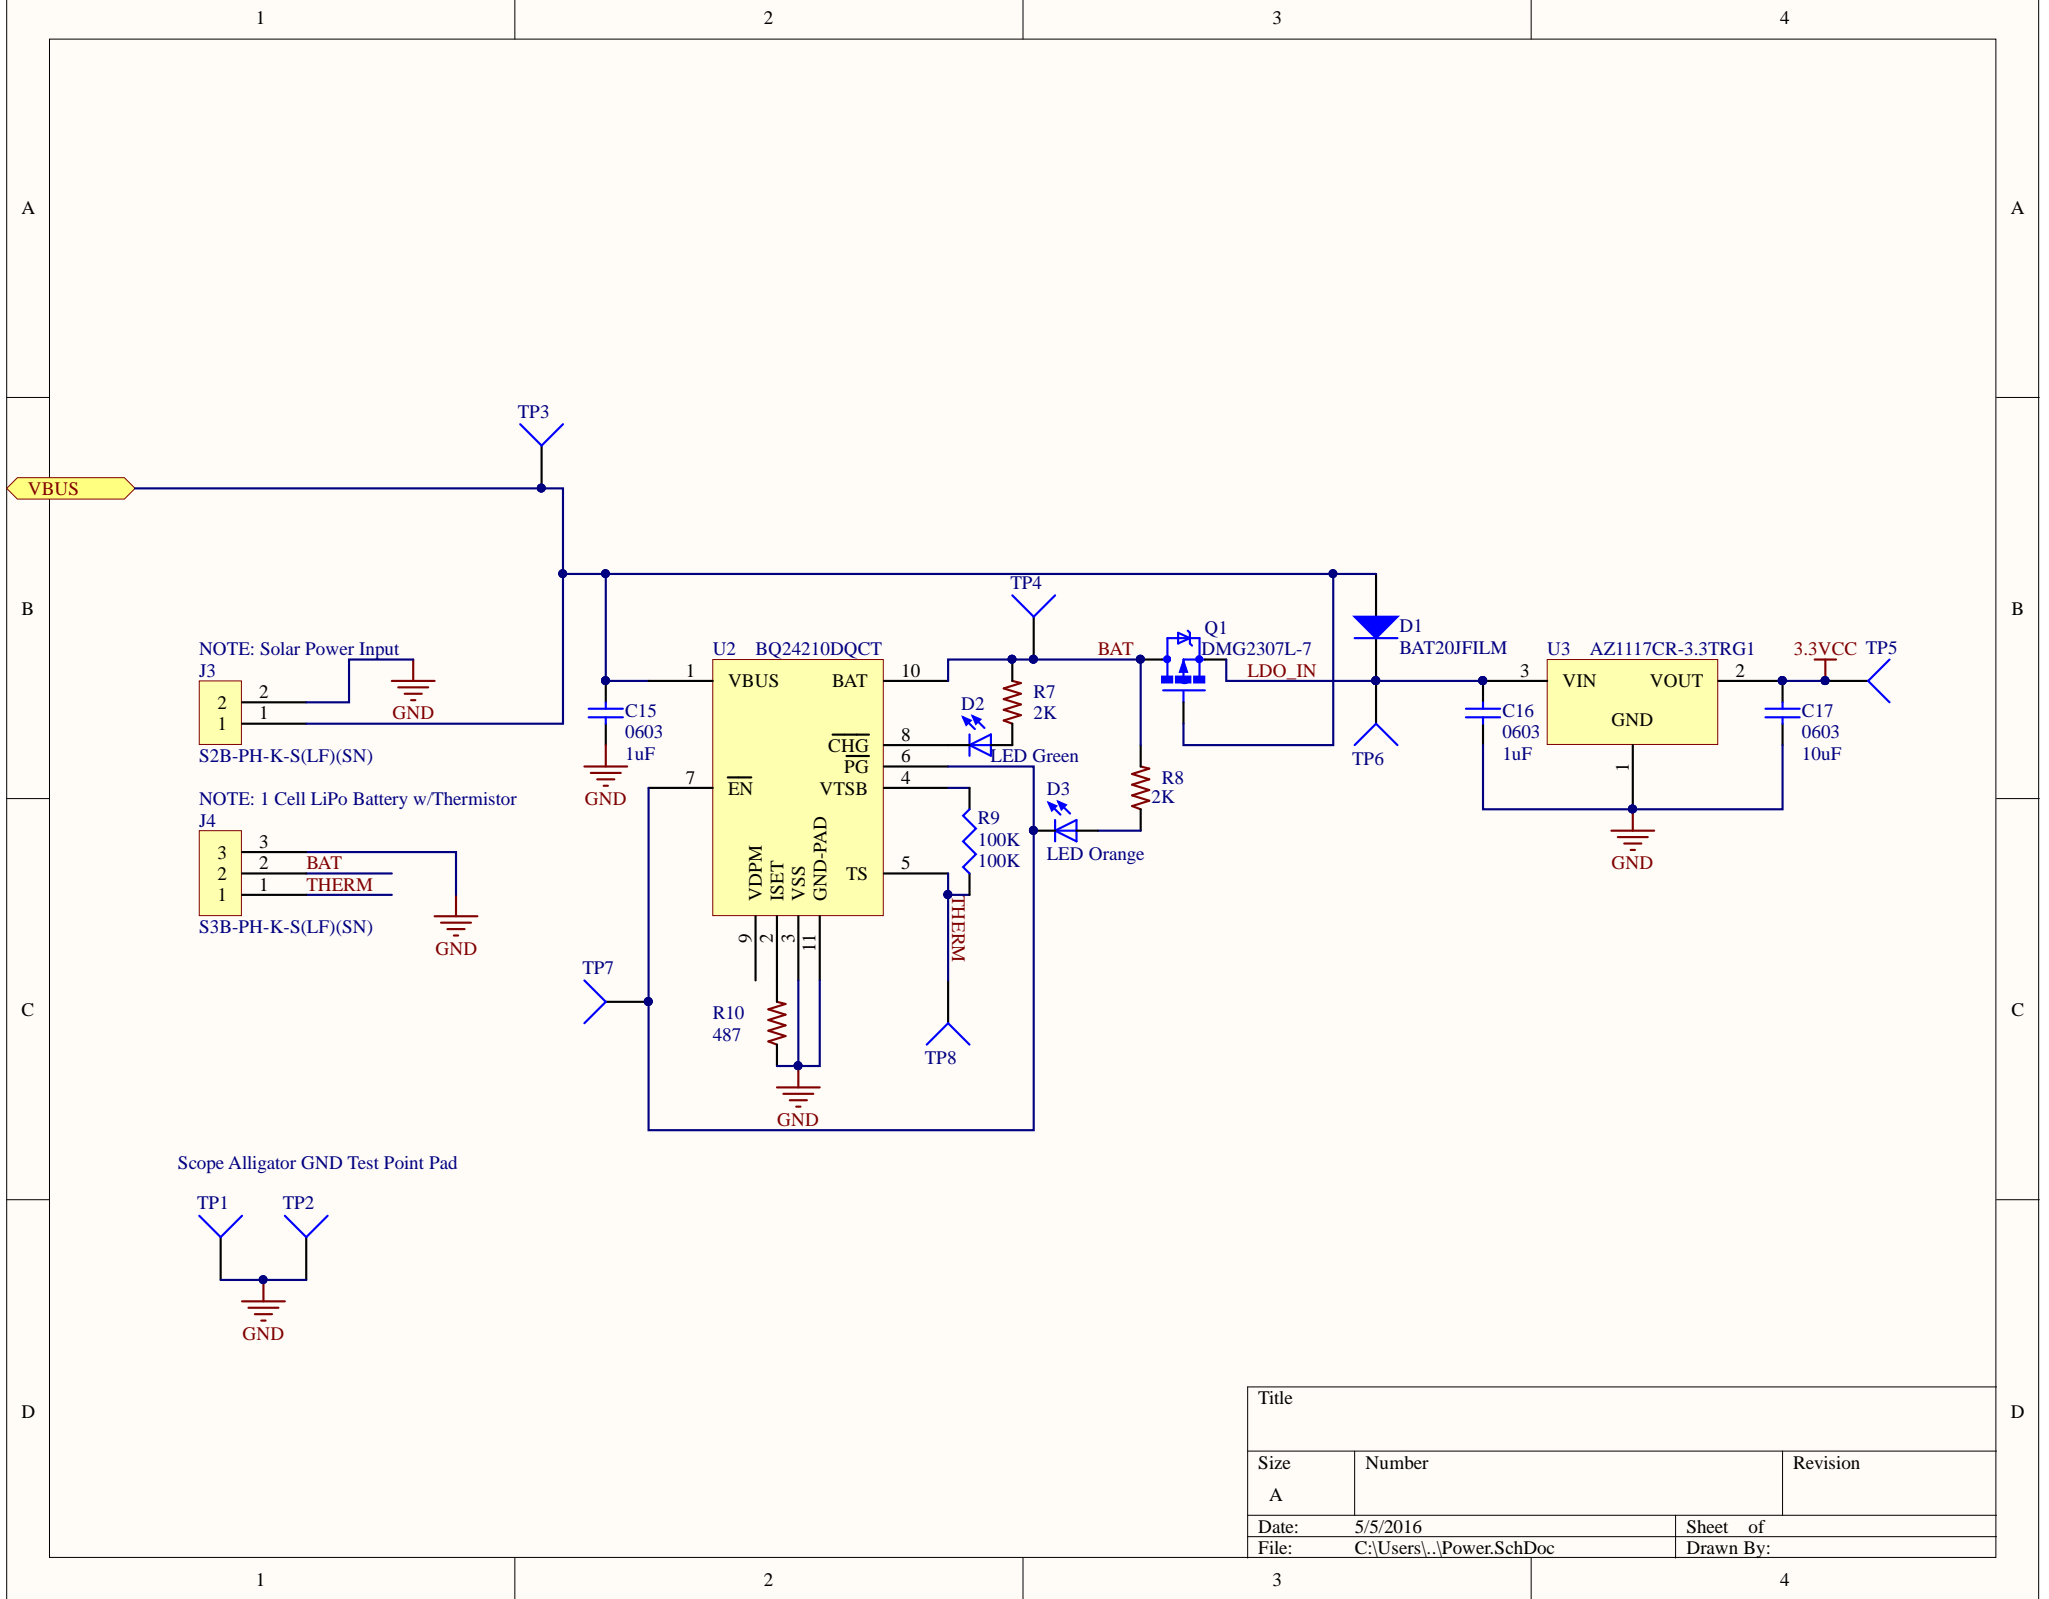 1 2 3 4
A A
TP3
VBUS
B B
TP4
NOTE: Solar Power Input
J3
2 2
1 1
GND
S2B-PH-K-S(LF)(SN)
NOTE: 1 Cell LiPo Battery w/Thermistor
J4
3 3
2 2 BAT
1 1 THERM
S3B-PH-K-S(LF)(SN)
GND
C15
0603
1uF
GND
U2 BQ24210DQCT
1 VBUS BAT 10
CHG 8
PG 6
7 EN VTSB 4
TS 5
VDPM
ISET
VSS
GND-PAD
9
2
3
11
R7
2K
D2
LED Green
BAT
Q1
DMG2307L-7
LDO_IN
D1
BAT20JFILM
TP6
R8
2K
D3
LED Orange
R9
100K
100K
THERM
TP8
TP7
R10
487
GND
C16
0603
1uF
U3 AZ1117CR-3.3TRG1
3 VIN VOUT 2
GND
1
3.3VCC TP5
C17
0603
10uF
GND
C C
Scope Alligator GND Test Point Pad
TP1 TP2
GND
D D
Title
Size Number Revision
A
Date: 5/5/2016 Sheet of
File: C:\Users\..\Power.SchDoc Drawn By:
1 2 3 4